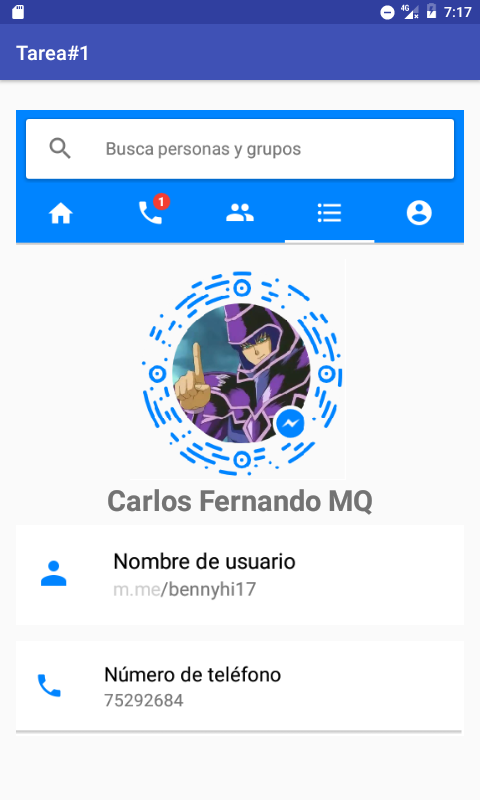 4G 7:17
Tarea#1
Busca personas y grupos
1
Carlos Fernando MQ
Nombre de usuario
m.me/bennyhi17
Número de teléfono
75292684